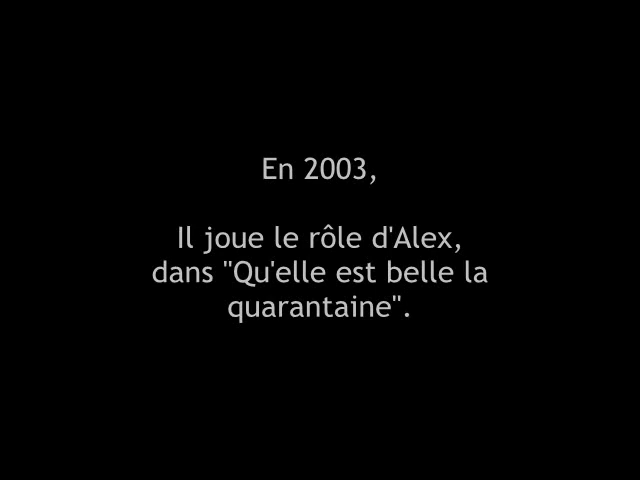 En 2003,
Il joue le rôle d'Alex,
dans "Qu'elle est belle la
quarantaine".